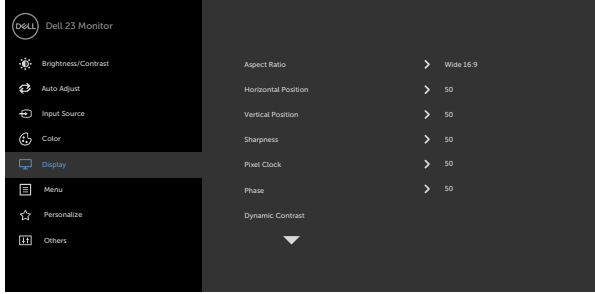 DELL Dell 23 Monitor
Brightness/Contrast
Auto Adjust
Input Source
Color
Display
Menu
Personalize
Others
Aspect Ratio Wide 16:9
Horizontal Position 50
Vertical Position 50
Sharpness 50
Pixel Clock 50
Phase 50
Dynamic Contrast